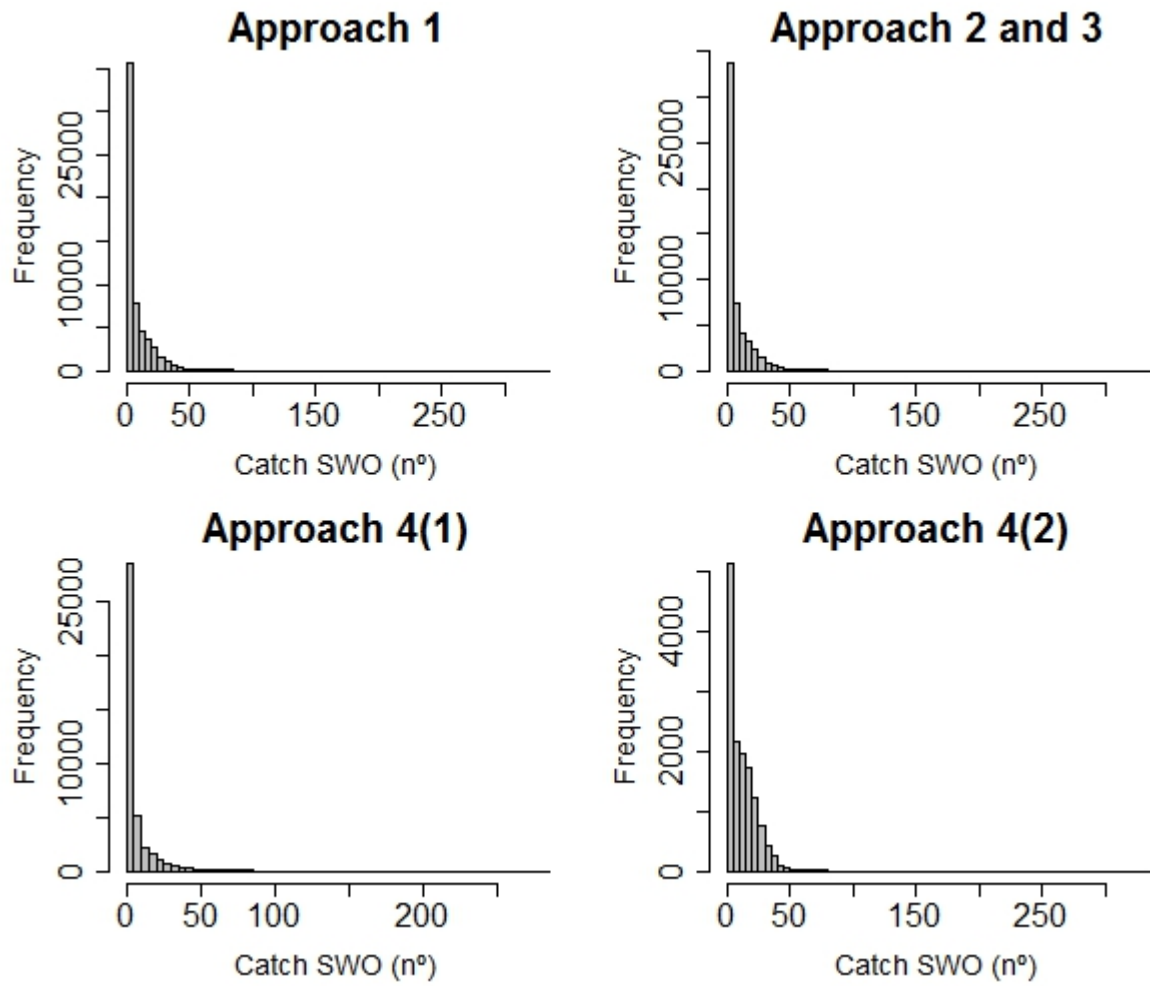 Approach 1
Frequency
0 10000 25000
0 50 150 250
Catch SWO (nº)
Approach 2 and 3
Frequency
0 10000 25000
0 50 150 250
Catch SWO (nº)
Approach 4(1)
Frequency
0 10000 25000
0 50 100 200
Catch SWO (nº)
Approach 4(2)
Frequency
0 2000 4000
0 50 150 250
Catch SWO (nº)